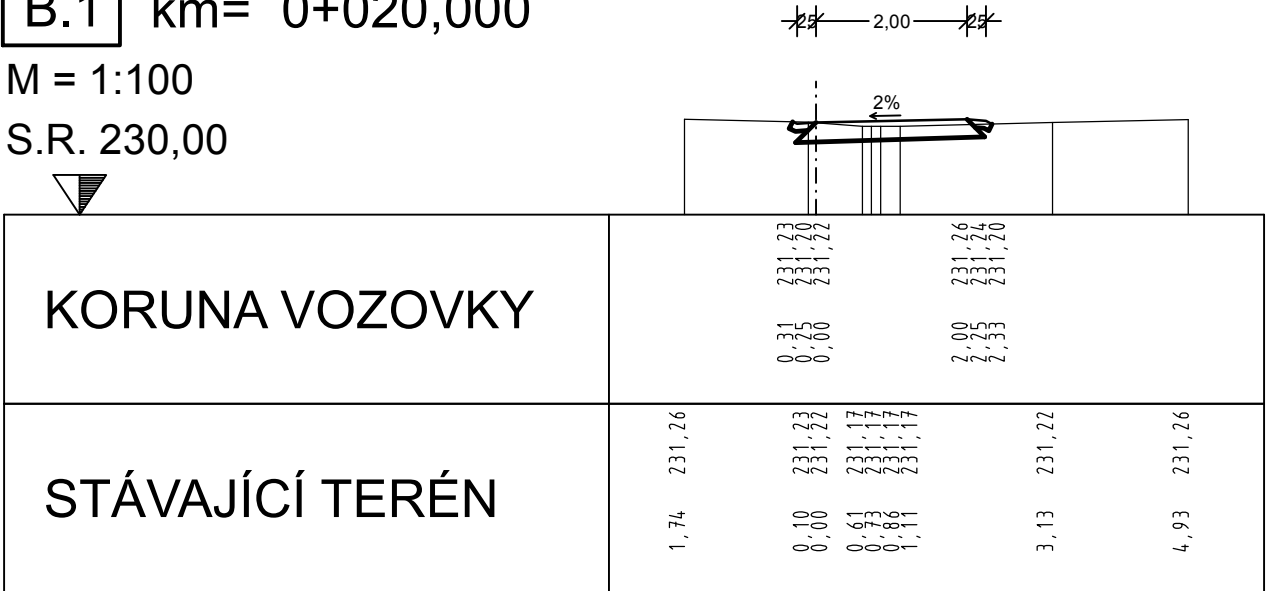 B.1 km= 0+020,000
25 2,00 25
M = 1:100
2%
S.R. 230,00
KORUNA VOZOVKY
231,23 231,20 231,22 231,26 231,24 231,20
0,31 0,25 0,00 2,00 2,25 2,33
STÁVAJÍCÍ TERÉN
231,26 231,23 231,22 231,17 231,17 231,17 231,17 231,22 231,26
1,74 0,10 0,00 0,61 0,73 0,86 1,11 3,13 4,93